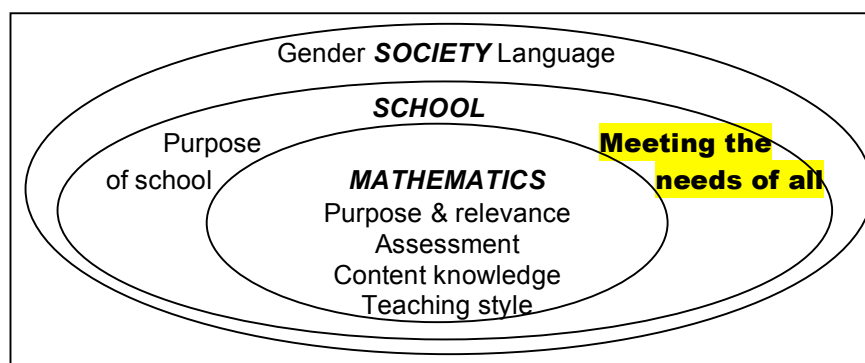 Gender SOCIETY Language
SCHOOL
Purpose
of school
Meeting the
needs of all
MATHEMATICS
Purpose & relevance
Assessment
Content knowledge
Teaching style